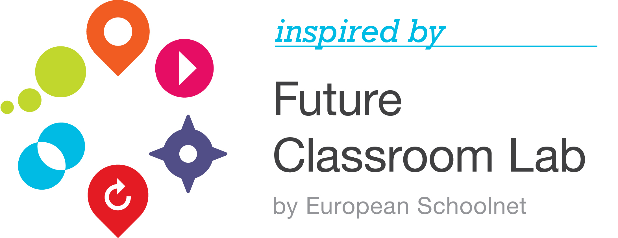 inspired by
Future
Classroom Lab
by European Schoolnet